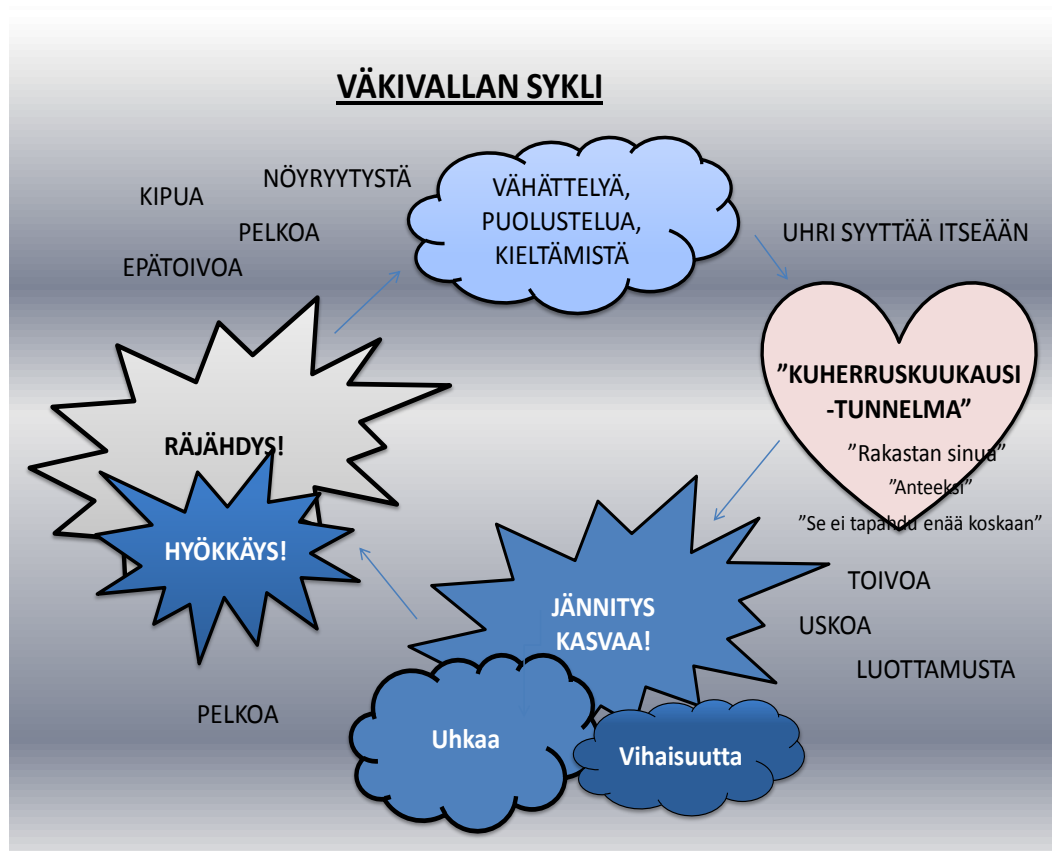 VÄKIVALLAN SYKLI
NÖYRYYTYSTÄ
KIPUA
PELKOA
EPÄTOIVOA
VÄHÄTTELYÄ,
PUOLUSTELUA,
KIELTÄMISTÄ
UHRI SYYTTÄÄ ITSEÄÄN
”KUHERRUSKUUKAUSI
-TUNNELMA”
”Rakastan sinua”
”Anteeksi”
”Se ei tapahdu enää koskaan”
RÄJÄHDYS!
HYÖKKÄYS!
JÄNNITYS
KASVAA!
TOIVOA
USKOA
LUOTTAMUSTA
PELKOA
Uhkaa
Vihaisuutta